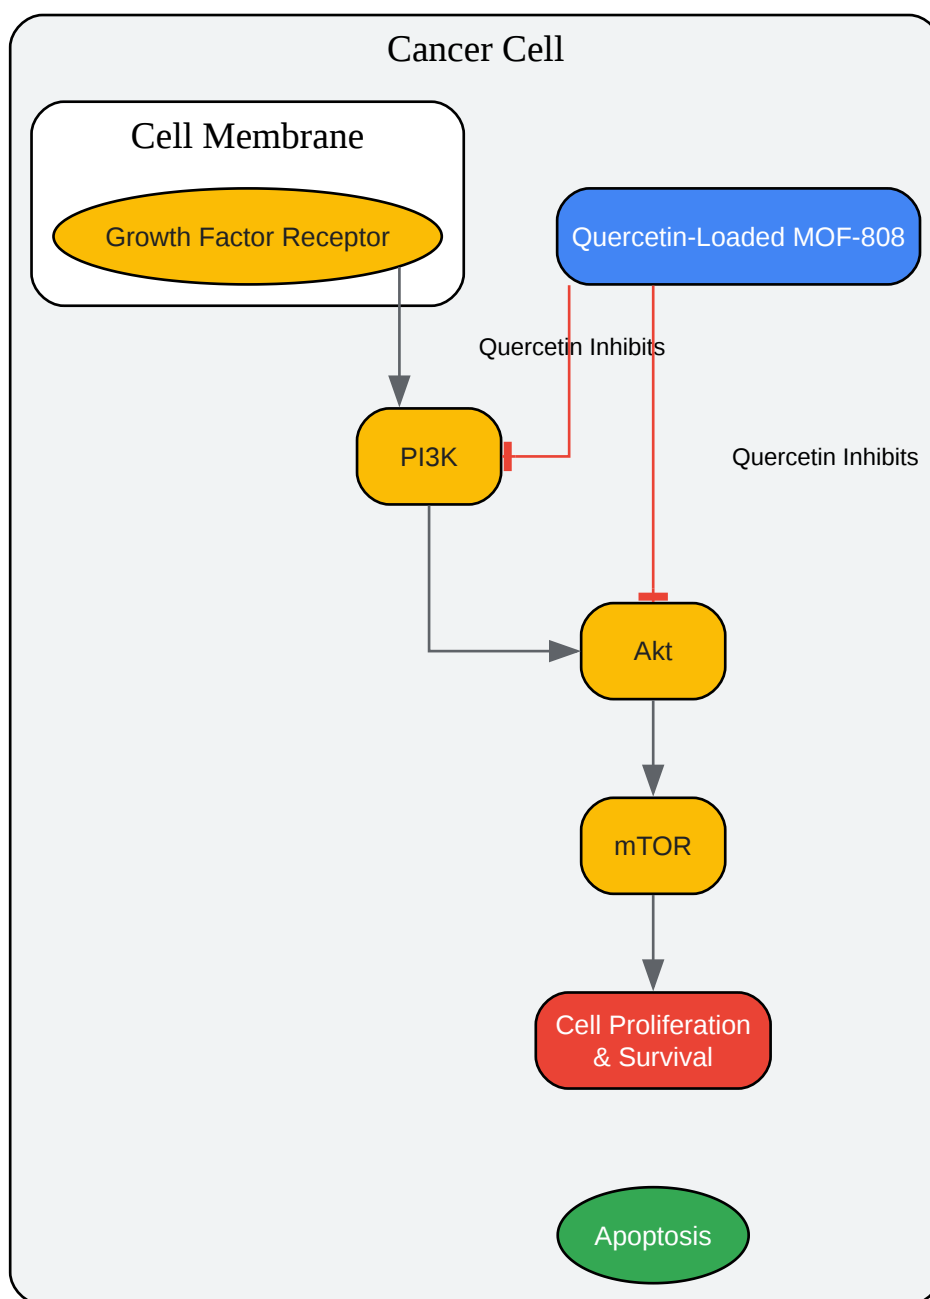 Cancer Cell
Cell Membrane
Growth Factor Receptor
Quercetin-Loaded MOF-808
Quercetin Inhibits
PI3K
Quercetin Inhibits
Akt
mTOR
Cell Proliferation
& Survival
Apoptosis